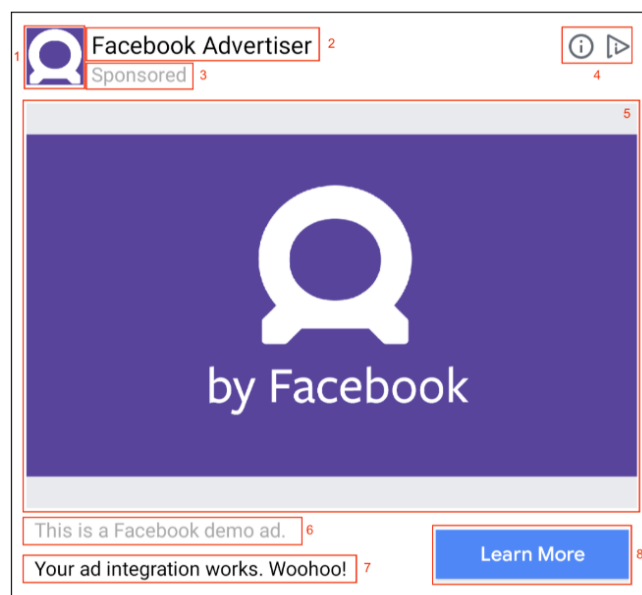 1
Facebook Advertiser
2
Sponsored
3
4
5
by Facebook
This is a Facebook demo ad.
6
Your ad integration works. Woohoo!
7
Learn More
8